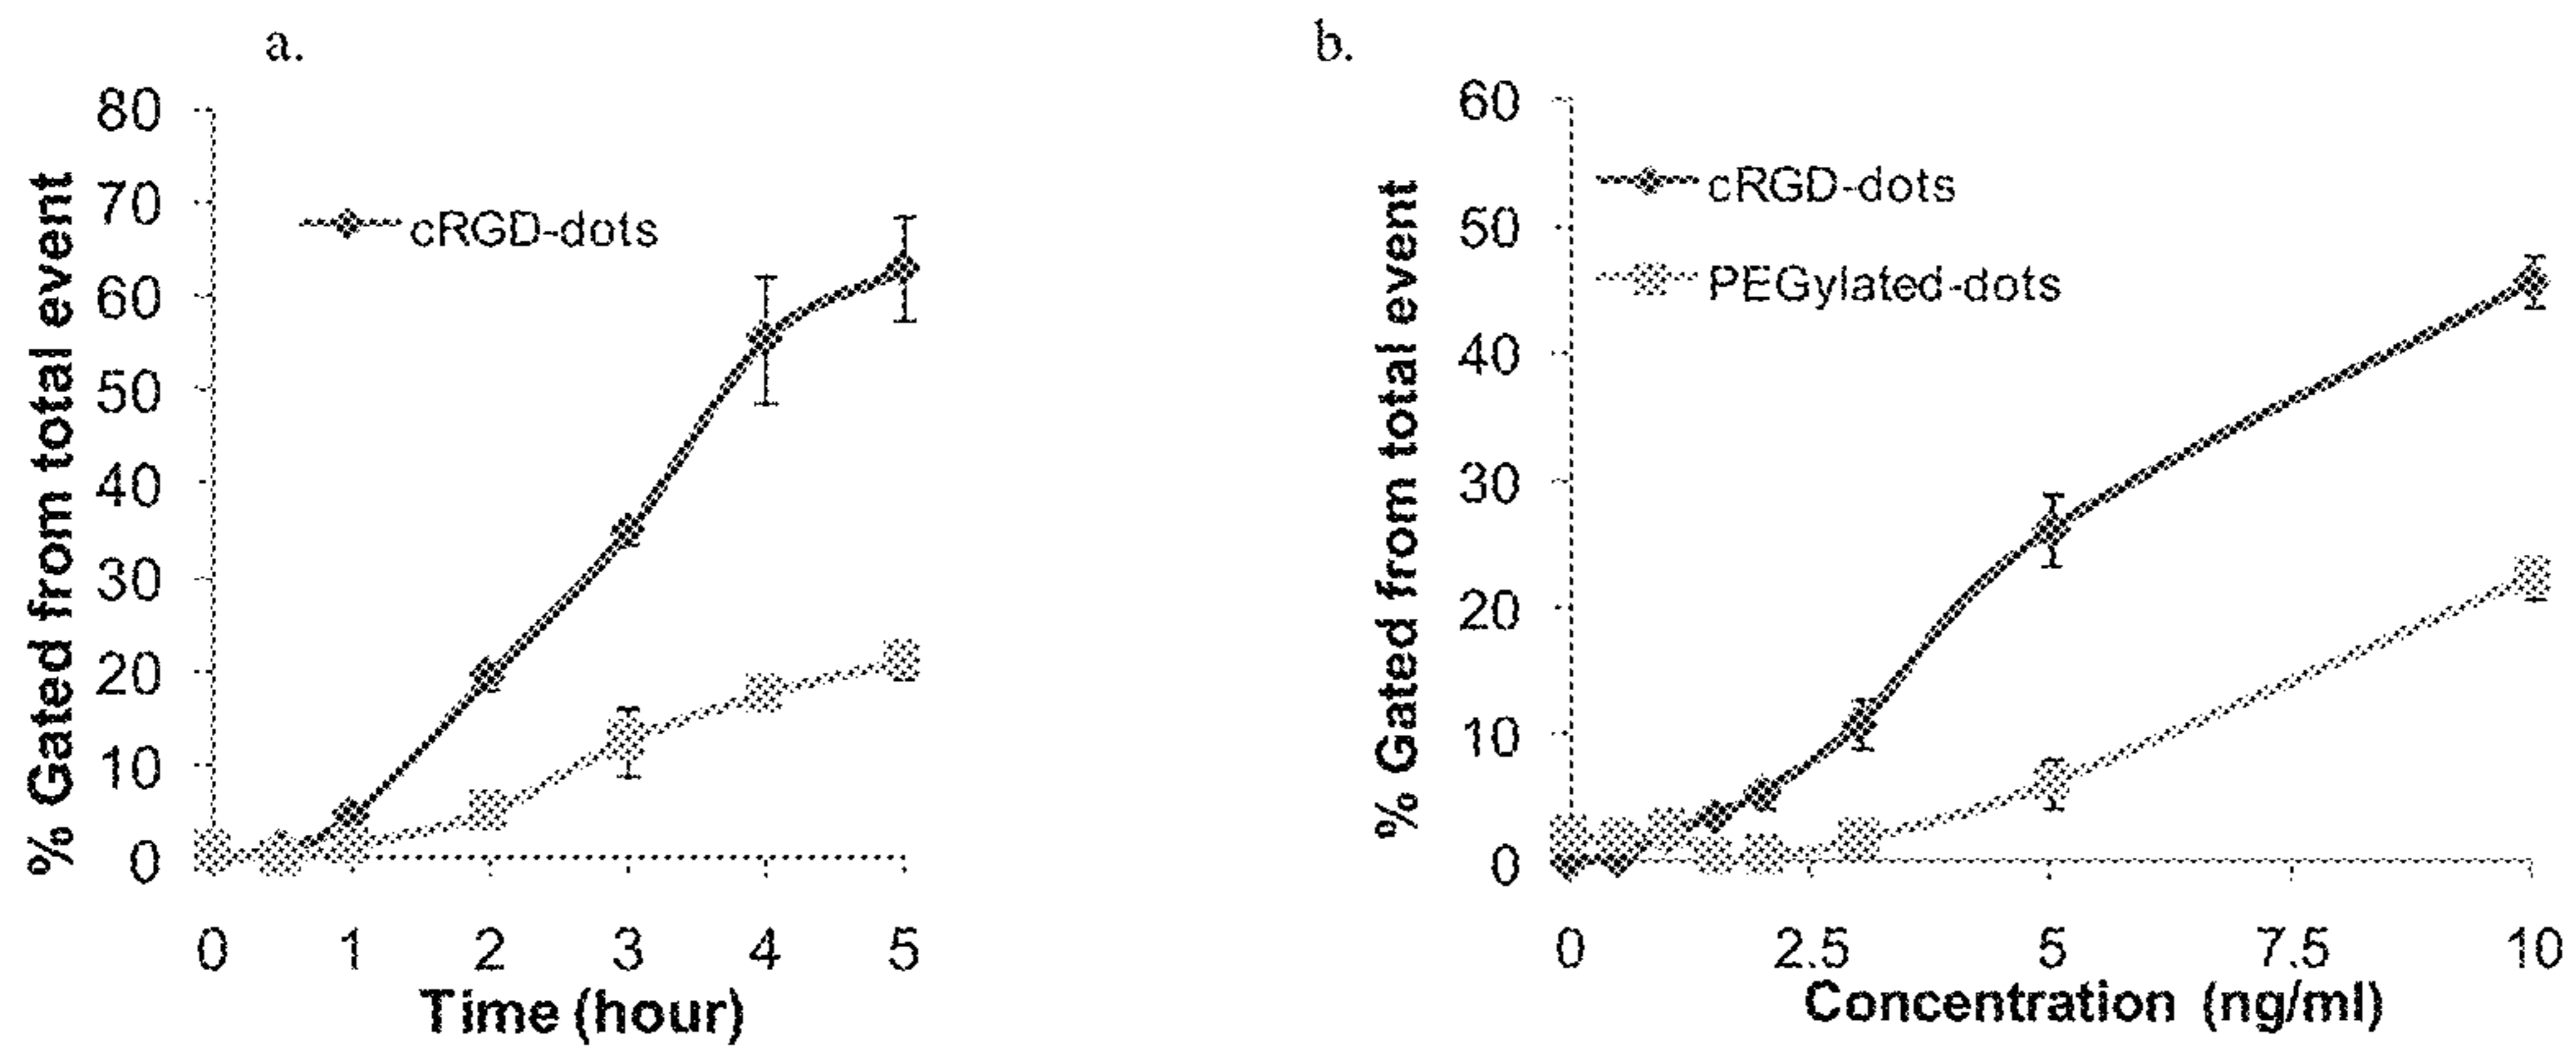 a.
% Gated from total event
80
70
60
50
40
30
20
10
0
cRGD-dots
0 1 2 3 4 5
Time (hour)
b.
% Gated from total event
60
50
40
30
20
10
0
cRGD-dots
PEGylated-dots
0 2.5 5 7.5 10
Concentration (ng/ml)